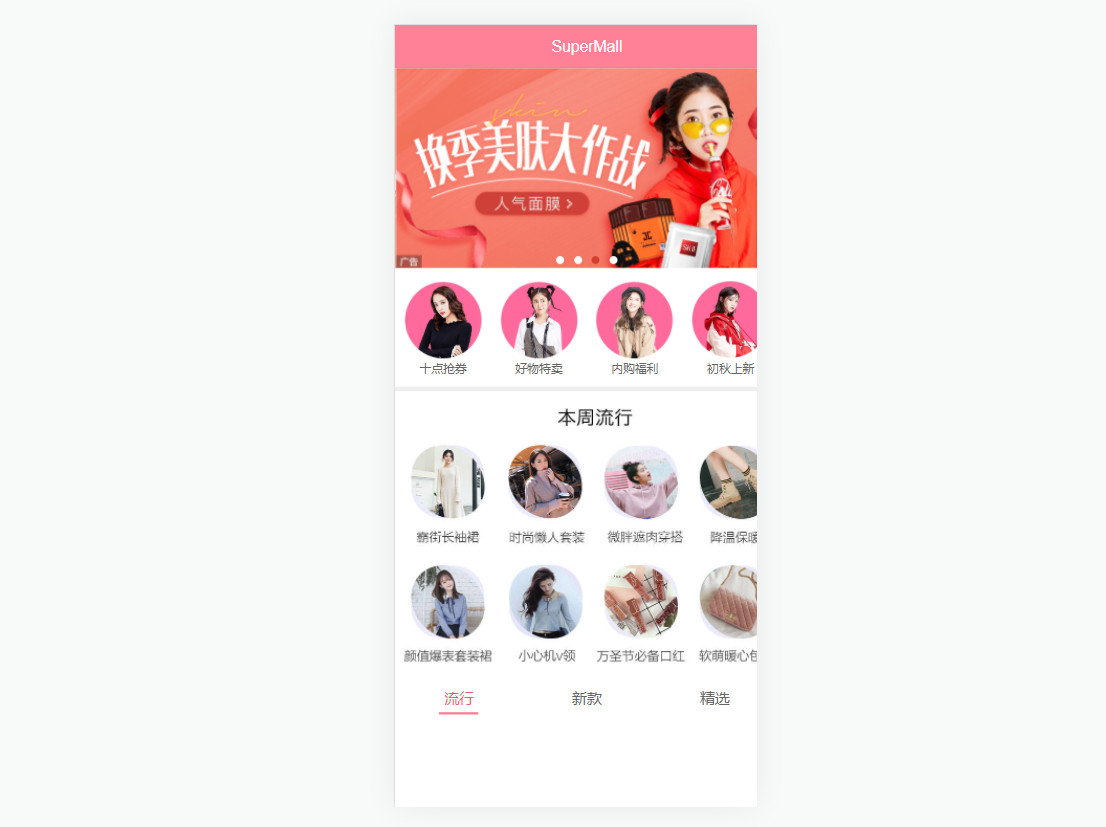 SuperMall
skin
换季美肤大作战
人气面膜 >
广告
十点抢券 好物特卖 内购福利 初秋上新
本周流行
霸街长袖裙 时尚懒人套装 微胖遮肉穿搭 降温保暖
颜值爆表套装裙 小心机v领 万圣节必备口红 软萌暖心包
流行 新款 精选